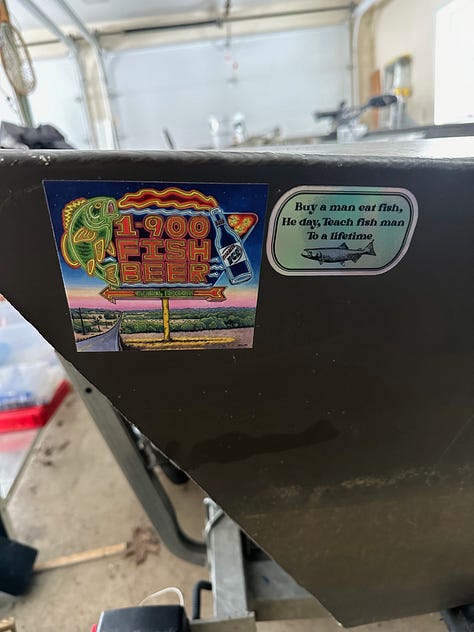 1-900
FISH
BEER
Buy a man eat fish,
He day, Teach fish man
To a lifetime